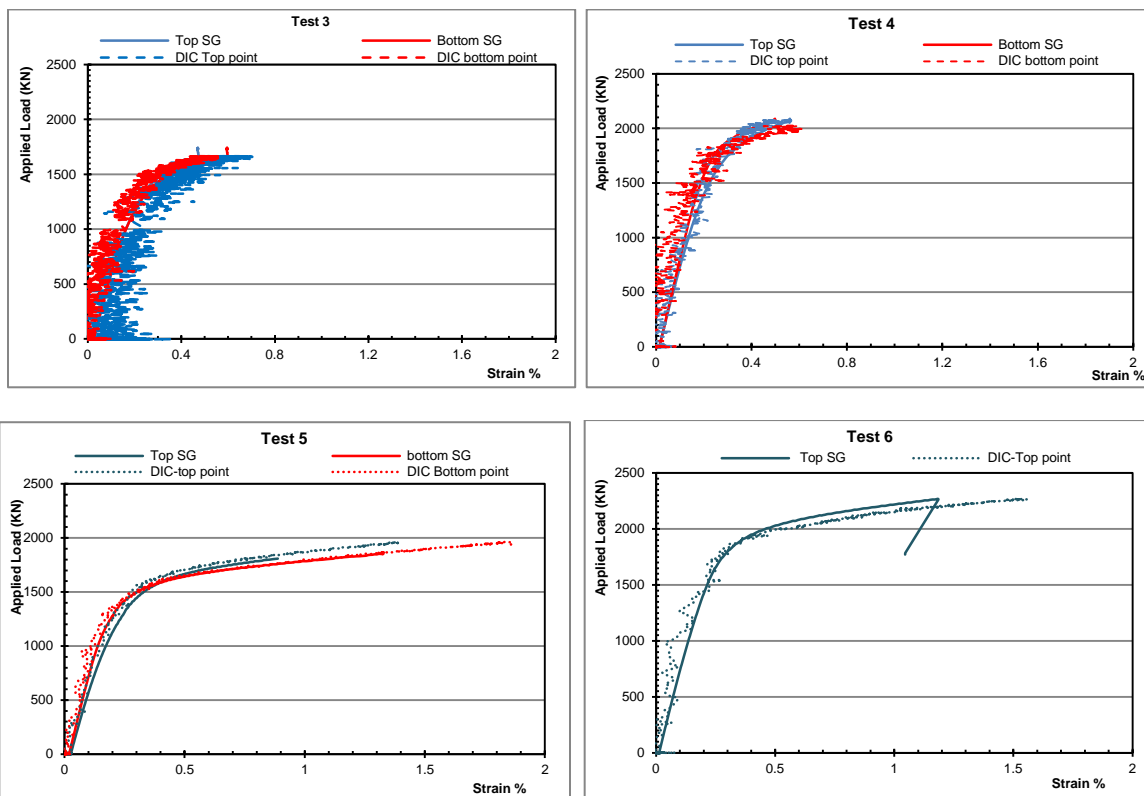 Test 3
Top SG Bottom SG
DIC Top point DIC bottom point
2500
2000
1500
1000
500
0
0 0.4 0.8 1.2 1.6 2
Applied Load (KN)
Strain %
Test 4
Top SG Bottom SG
DIC top point DIC bottom point
2500
2000
1500
1000
500
0
0 0.4 0.8 1.2 1.6 2
Applied Load (KN)
Strain %
Test 5
Top SG bottom SG
DIC-top point DIC Bottom point
2500
2000
1500
1000
500
0
0 0.5 1 1.5 2
Applied Load (KN)
Strain %
Test 6
Top SG DIC-Top point
2500
2000
1500
1000
500
0
0 0.5 1 1.5 2
Applied Load (KN)
Strain %